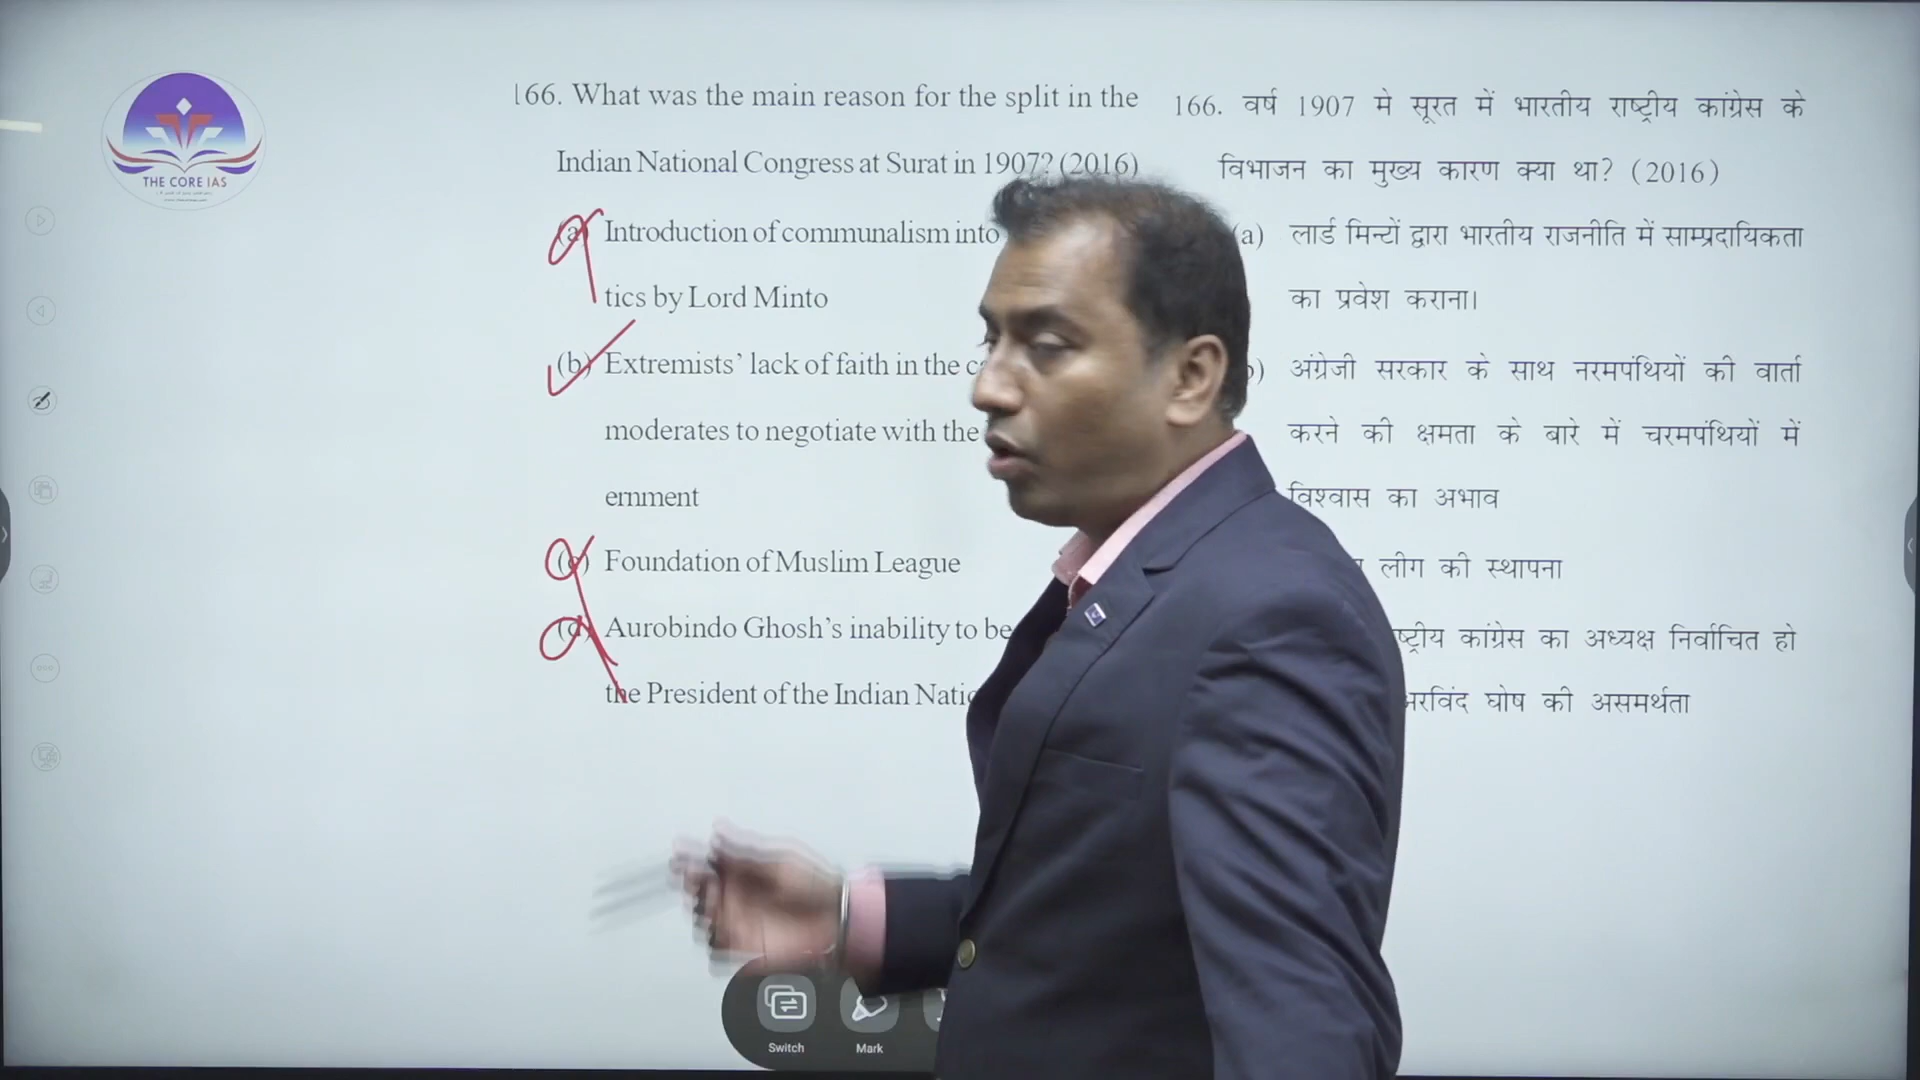 THE CORE IAS
166. What was the main reason for the split in the
Indian National Congress at Surat in 1907? (2016)
(a) Introduction of communalism into
tics by Lord Minto
(b) Extremists’ lack of faith in the
moderates to negotiate with the
ernment
(c) Foundation of Muslim League
(d) Aurobindo Ghosh’s inability to be
the President of the Indian
166. वर्ष 1907 मे सूरत में भारतीय राष्ट्रीय कांग्रेस के
विभाजन का मुख्य कारण क्या था? (2016)
(a) लार्ड मिन्टों द्वारा भारतीय राजनीति में साम्प्रदायिकता
का प्रवेश कराना।
अंग्रेजी सरकार के साथ नरमपंथियों की वार्ता
करने की क्षमता के बारे में चरमपंथियों में
विश्वास का अभाव
लीग की स्थापना
कांग्रेस का अध्यक्ष निर्वाचित हो
घोष की असमर्थता
Switch
Mark